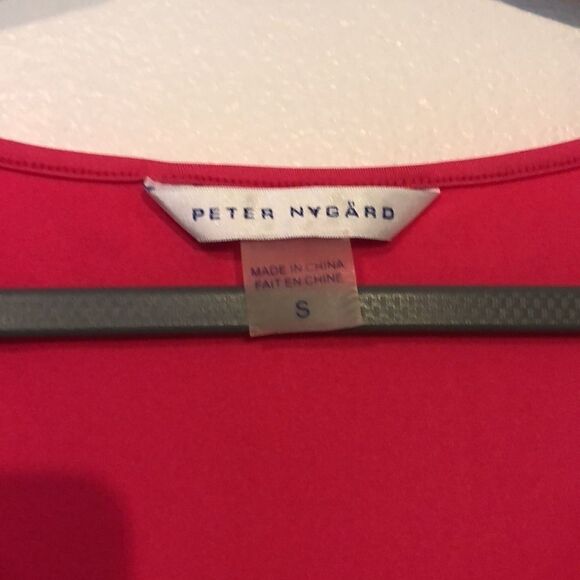 PETER NYGÅRD
MADE IN CHINA
FAIT EN CHINE
S